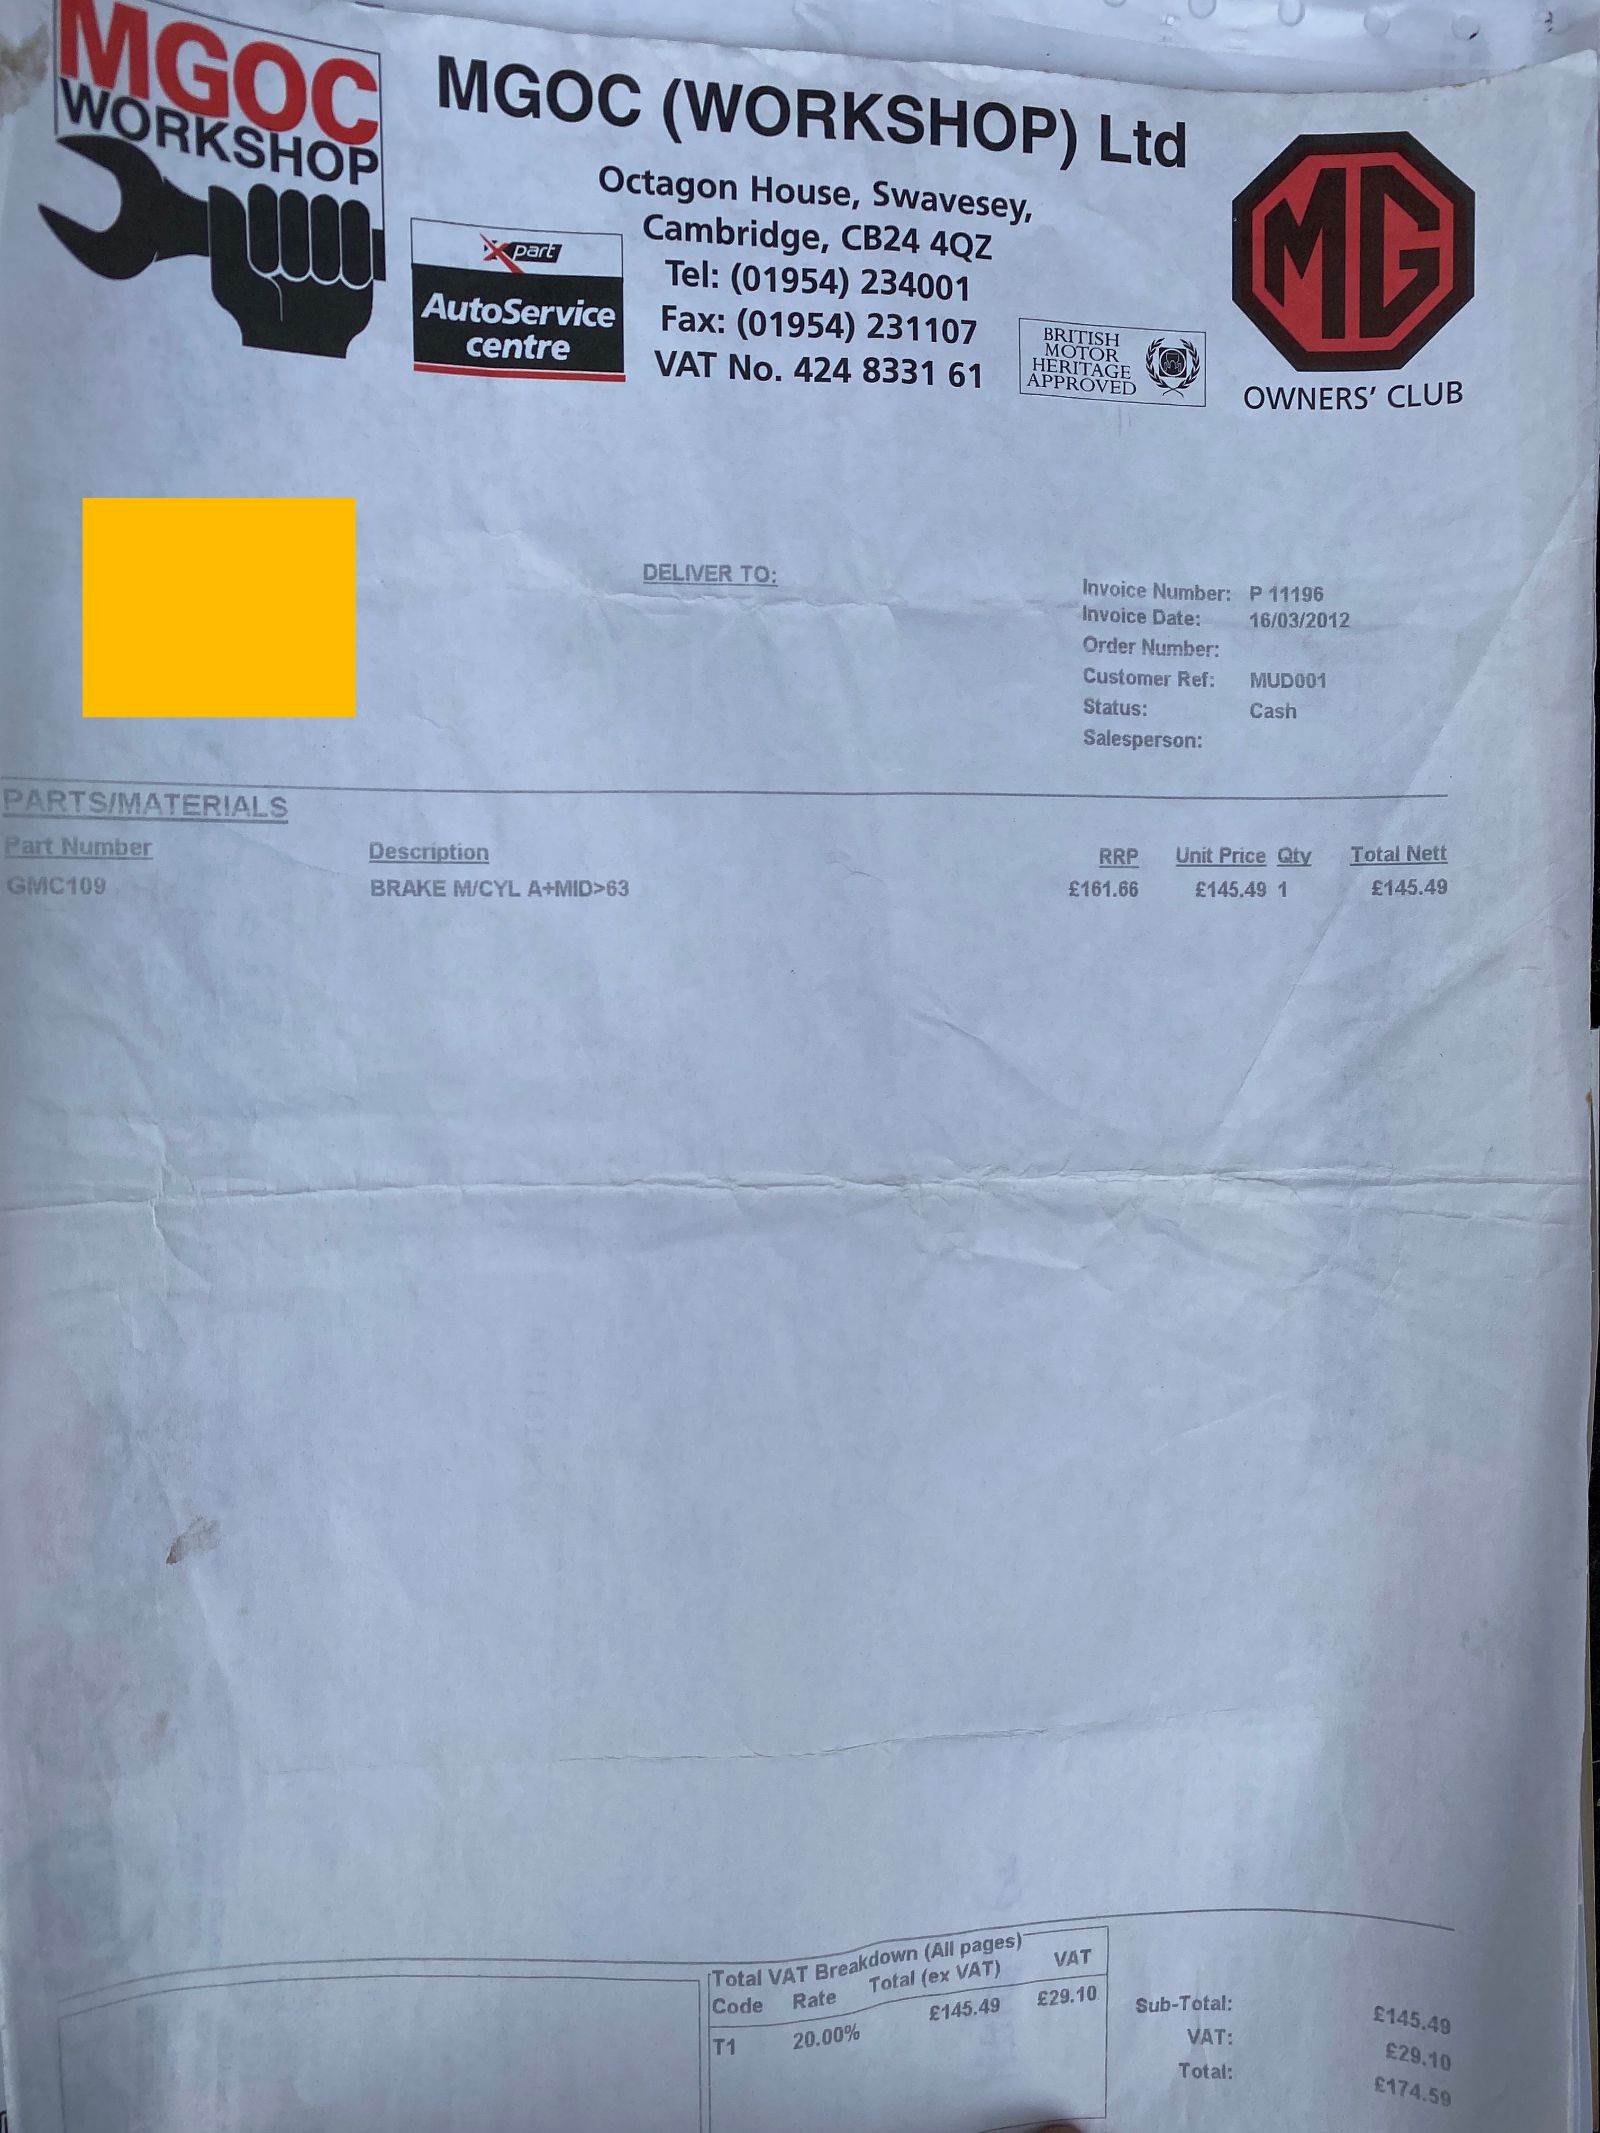 MGOC
WORKSHOP
MGOC (WORKSHOP) Ltd
Octagon House, Swavesey,
Cambridge, CB24 4QZ
Tel: (01954) 234001
Fax: (01954) 231107
VAT No. 424 8331 61
Xpart
AutoService
centre
BRITISH
MOTOR
HERITAGE
APPROVED
MG
OWNERS' CLUB
DELIVER TO:
Invoice Number: P 11196
Invoice Date: 16/03/2012
Order Number:
Customer Ref: MUD001
Status: Cash
Salesperson:
PARTS/MATERIALS
Part Number Description RRP Unit Price Qty Total Nett
GMC109 BRAKE M/CYL A+MID>63 £161.66 £145.49 1 £145.49
Total VAT Breakdown (All pages)
Code Rate Total (ex VAT) VAT
T1 20.00% £145.49 £29.10
Sub-Total: £145.49
VAT: £29.10
Total: £174.59